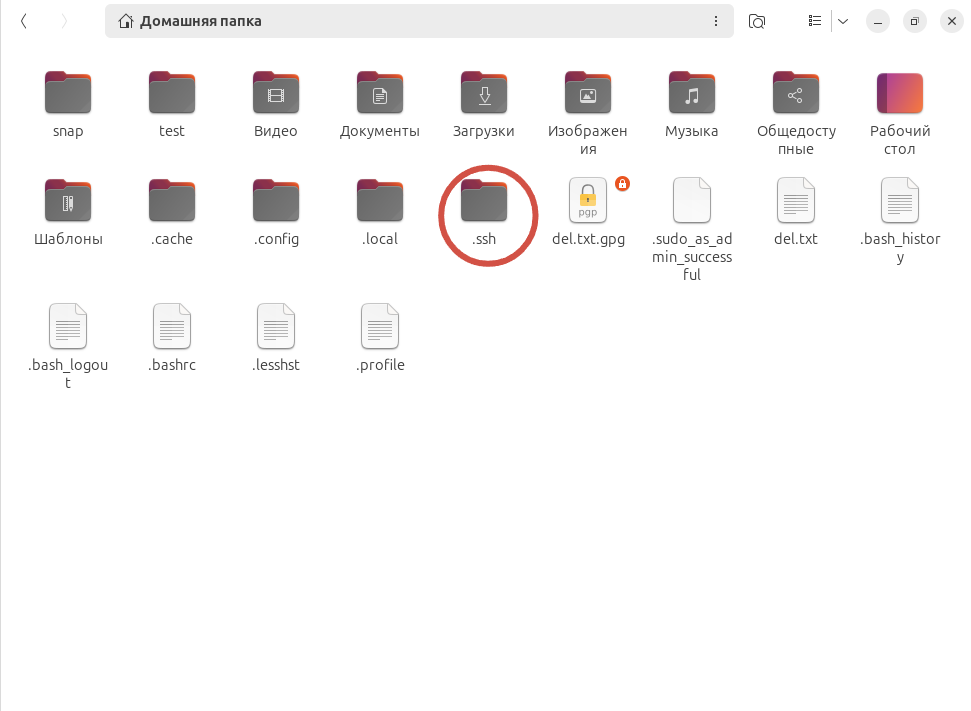 Домашняя папка
snap
test
Видео
Документы
Загрузки
Изображен
ия
Музыка
Общедосту
пные
Рабочий
стол
Шаблоны
.cache
.config
.local
.ssh
pgp
del.txt.gpg
.sudo_as_ad
min_success
ful
del.txt
.bash_histor
y
.bash_logou
t
.bashrc
.lesshst
.profile